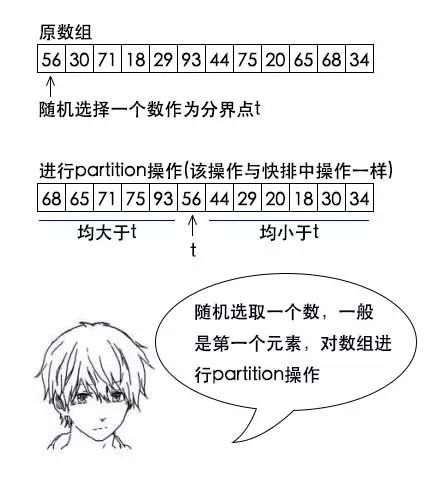 原数组
56 30 71 18 29 93 44 75 20 65 68 34
随机选择一个数作为分界点t
进行partition操作(该操作与快排中操作一样)
68 65 71 75 93 56 44 29 20 18 30 34
均大于t 均小于t
t
随机选取一个数，一般
是第一个元素，对数组进
行partition操作